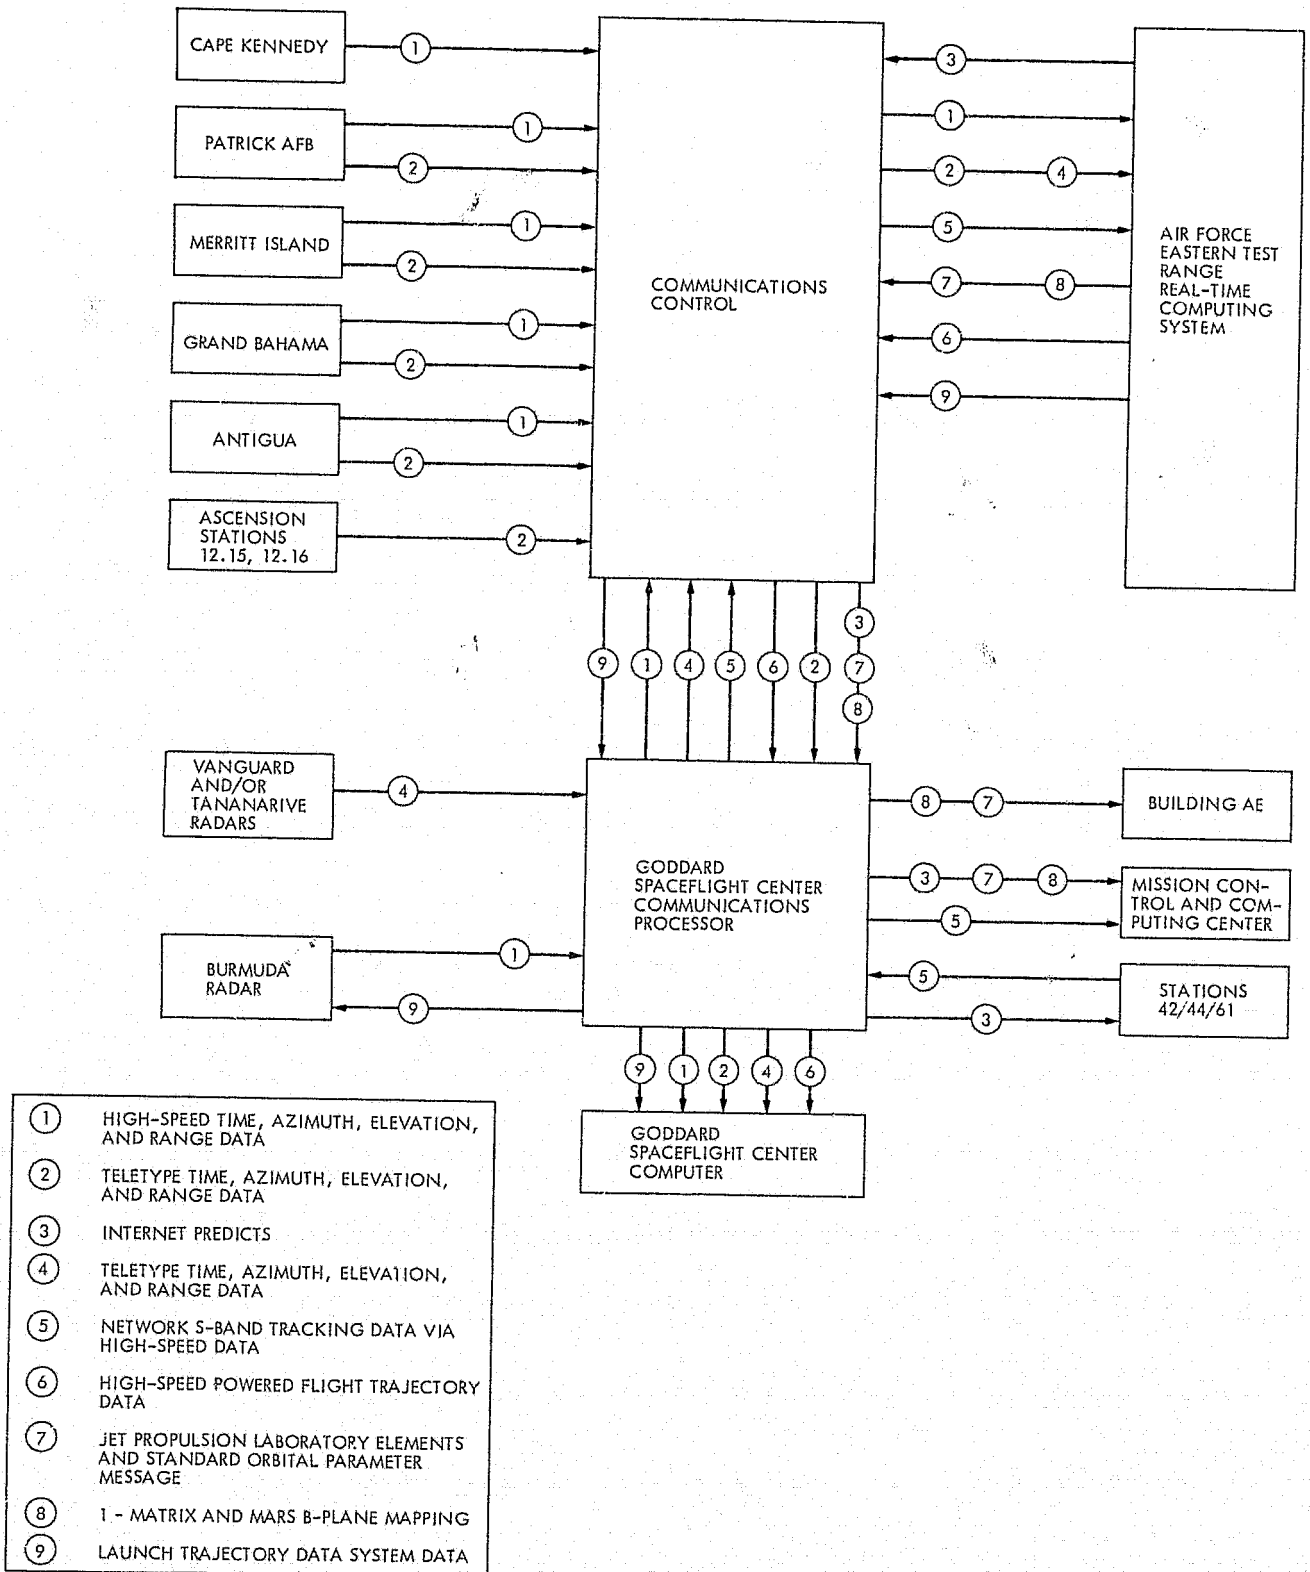 CAPE KENNEDY
1
PATRICK AFB
1
2
MERRITT ISLAND
1
2
GRAND BAHAMA
1
2
ANTIGUA
1
2
ASCENSION
STATIONS
12.15, 12.16
2
COMMUNICATIONS
CONTROL
3
1
2 4
5
7 8
6
9
AIR FORCE
EASTERN TEST
RANGE
REAL-TIME
COMPUTING
SYSTEM
9 1 4 5 6 2 3
7
8
VANGUARD
AND/OR
TANANARIVE
RADARS
4
BURMUDA
RADAR
1
9
GODDARD
SPACEFLIGHT CENTER
COMMUNICATIONS
PROCESSOR
8 7
BUILDING AE
3 7 8
5
MISSION CON-
TROL AND COM-
PUTING CENTER
5
3
STATIONS
42/44/61
9 1 2 4 6
GODDARD
SPACEFLIGHT CENTER
COMPUTER
1 HIGH-SPEED TIME, AZIMUTH, ELEVATION,
AND RANGE DATA
2 TELETYPE TIME, AZIMUTH, ELEVATION,
AND RANGE DATA
3 INTERNET PREDICTS
4 TELETYPE TIME, AZIMUTH, ELEVATION,
AND RANGE DATA
5 NETWORK S-BAND TRACKING DATA VIA
HIGH-SPEED DATA
6 HIGH-SPEED POWERED FLIGHT TRAJECTORY
DATA
7 JET PROPULSION LABORATORY ELEMENTS
AND STANDARD ORBITAL PARAMETER
MESSAGE
8 1 - MATRIX AND MARS B-PLANE MAPPING
9 LAUNCH TRAJECTORY DATA SYSTEM DATA